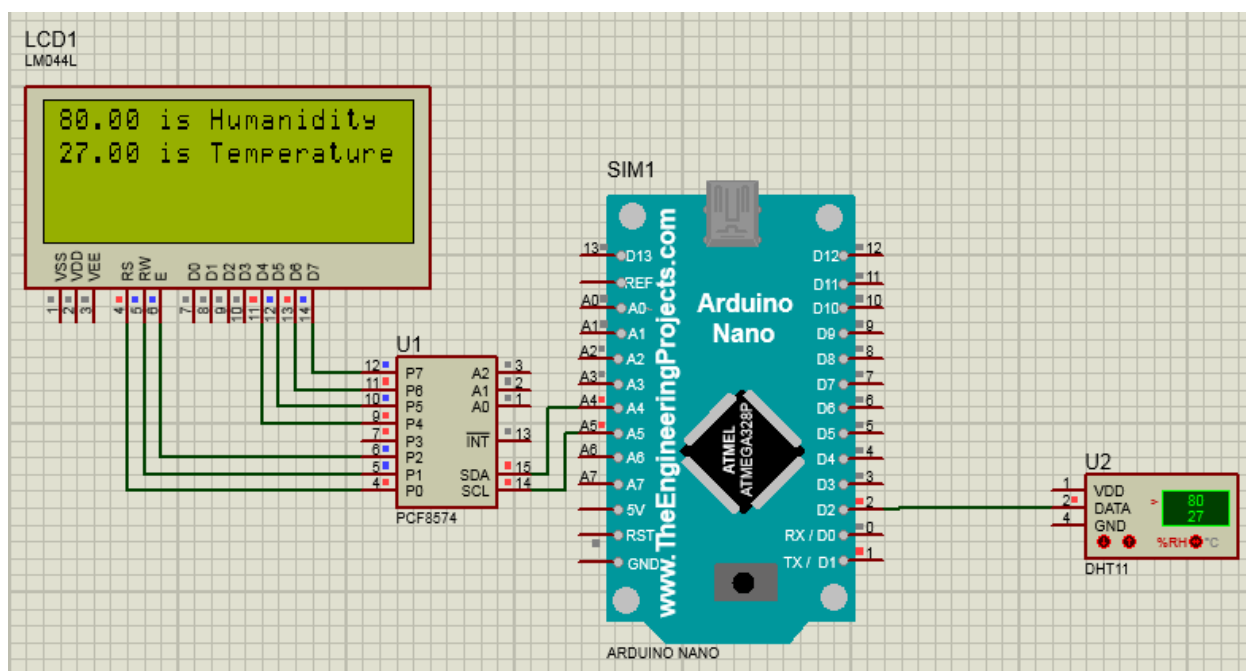 LCD1
LM044L
80.00 is Humanidity
27.00 is Temperature
VSS
VDD
VEE
RS
RW
E
D0
D1
D2
D3
D4
D5
D6
D7
1
2
3
4
5
6
7
8
9
10
11
12
13
14
U1
12 P7 A2 3
11 P6 A1 2
10 P5 A0 1
9 P4
7 P3 INT 13
6 P2
5 P1 SDA 15
4 P0 SCL 14
PCF8574
SIM1
www.TheEngineeringProjects.com
Arduino
Nano
ATMEL
ATMEGA328P
13 D13 D12 12
REF D11 11
A0 A0 D10 10
A1 A1 D9 9
A2 A2 D8 8
A3 A3 D7 7
A4 A4 D6 6
A5 A5 D5 5
A6 A6 D4 4
A7 A7 D3 3
5V D2 2
RST RX / D0 0
GND TX / D1 1
ARDUINO NANO
U2
1 VDD
2 DATA
4 GND
> 80
27
%RH °C
DHT11